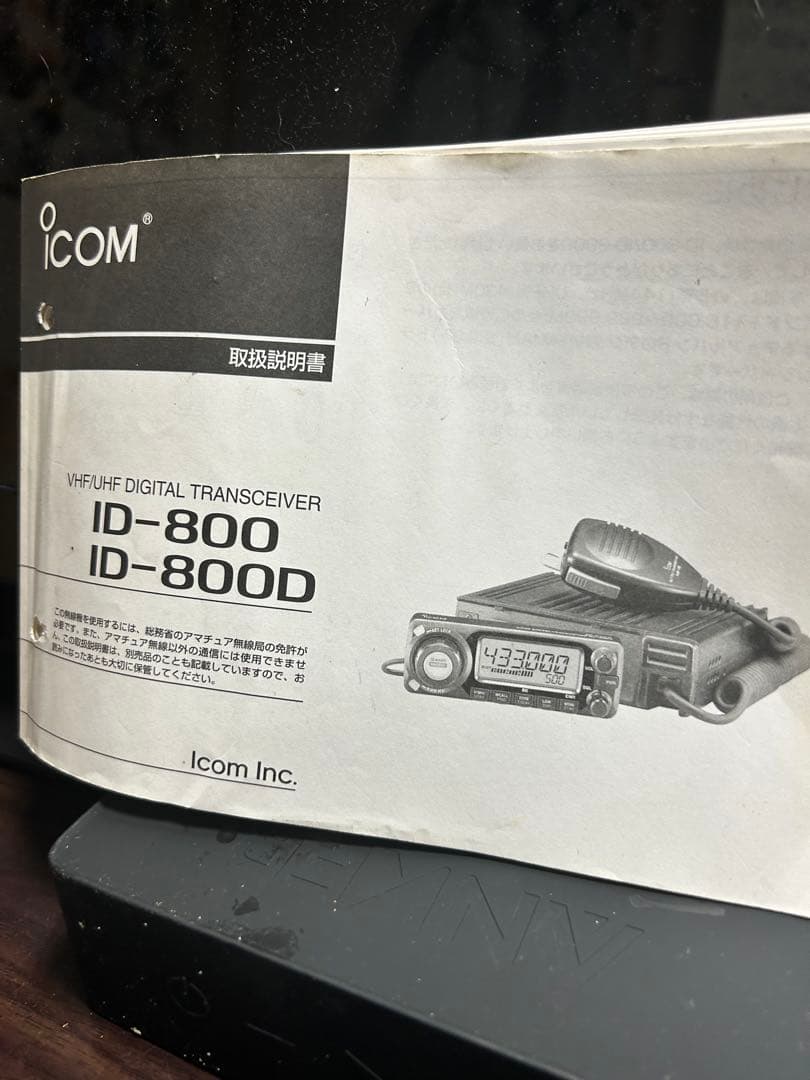 iCOM®
取扱説明書
VHF/UHF DIGITAL TRANSCEIVER
ID-800
ID-800D
この無線機を使用するには、総務省のアマチュア無線局の免許が
必要です。また、アマチュア無線以外の通信には使用できませ
ん。この取扱説明書は、別売品のことも記載していますので、お
読みになったあとも大切に保管してください。
433000
500
Icom Inc.